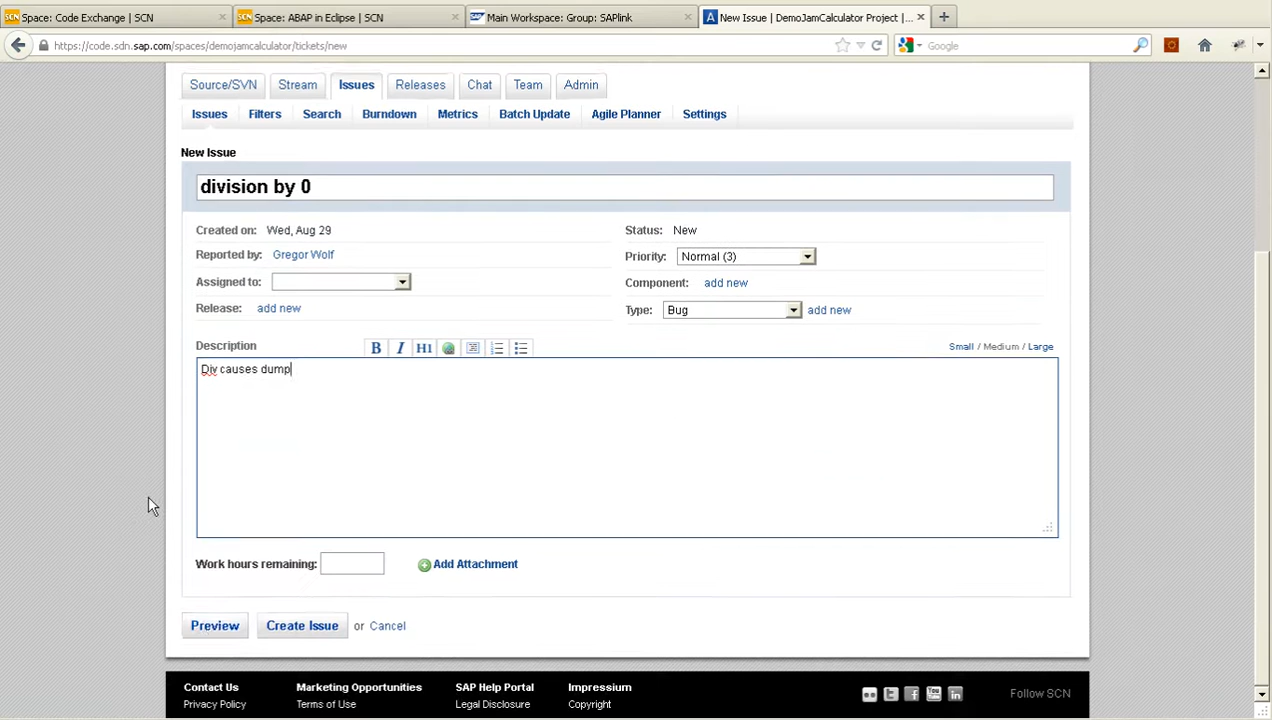 Space: Code Exchange | SCN
Space: ABAP in Eclipse | SCN
Main Workspace: Group: SAPlink
New Issue | DemoJamCalculator Project |...
https://code.sdn.sap.com/spaces/demojamcalculator/tickets/new
Google
Source/SVN
Stream
Issues
Releases
Chat
Team
Admin
Issues
Filters
Search
Burndown
Metrics
Batch Update
Agile Planner
Settings
New Issue
division by 0
Created on: Wed, Aug 29
Status: New
Reported by: Gregor Wolf
Priority: Normal (3)
Assigned to:
Component: add new
Release: add new
Type: Bug add new
Description
B I H1
Small / Medium / Large
Div causes dump
Work hours remaining:
Add Attachment
Preview
Create Issue or Cancel
Contact Us
Marketing Opportunities
SAP Help Portal
Impressium
Follow SCN
Privacy Policy
Terms of Use
Legal Disclosure
Copyright